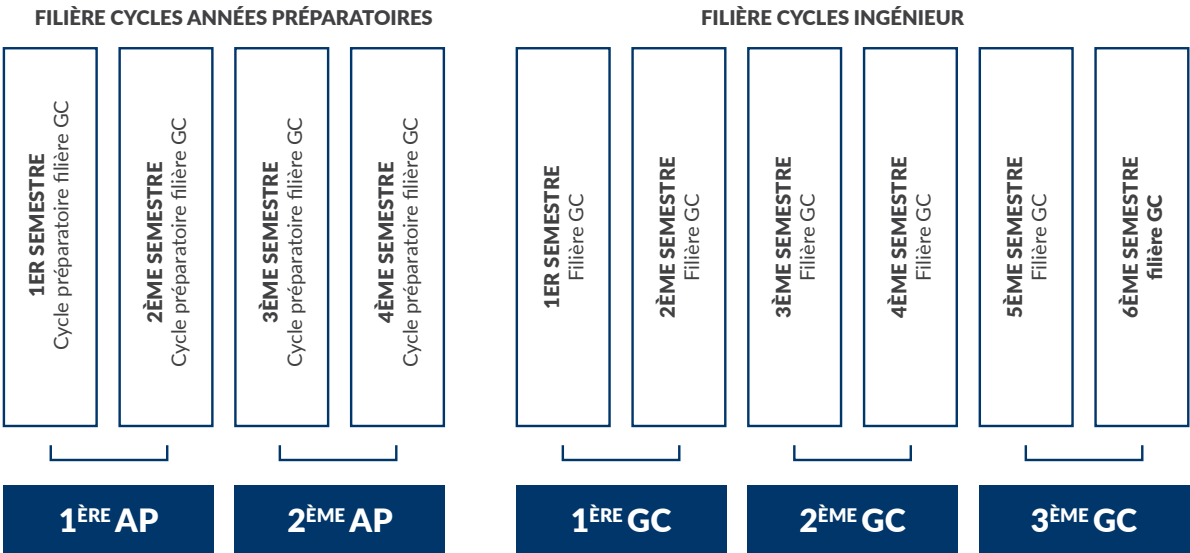 FILIÈRE CYCLES ANNÉES PRÉPARATOIRES
1ER SEMESTRE
Cycle préparatoire filière GC
2ÈME SEMESTRE
Cycle préparatoire filière GC
3ÈME SEMESTRE
Cycle préparatoire filière GC
4ÈME SEMESTRE
Cycle préparatoire filière GC
1ÈRE AP
2ÈME AP
FILIÈRE CYCLES INGÉNIEUR
1ER SEMESTRE
Filière GC
2ÈME SEMESTRE
Filière GC
3ÈME SEMESTRE
Filière GC
4ÈME SEMESTRE
Filière GC
5ÈME SEMESTRE
Filière GC
6ÈME SEMESTRE
filière GC
1ÈRE GC
2ÈME GC
3ÈME GC